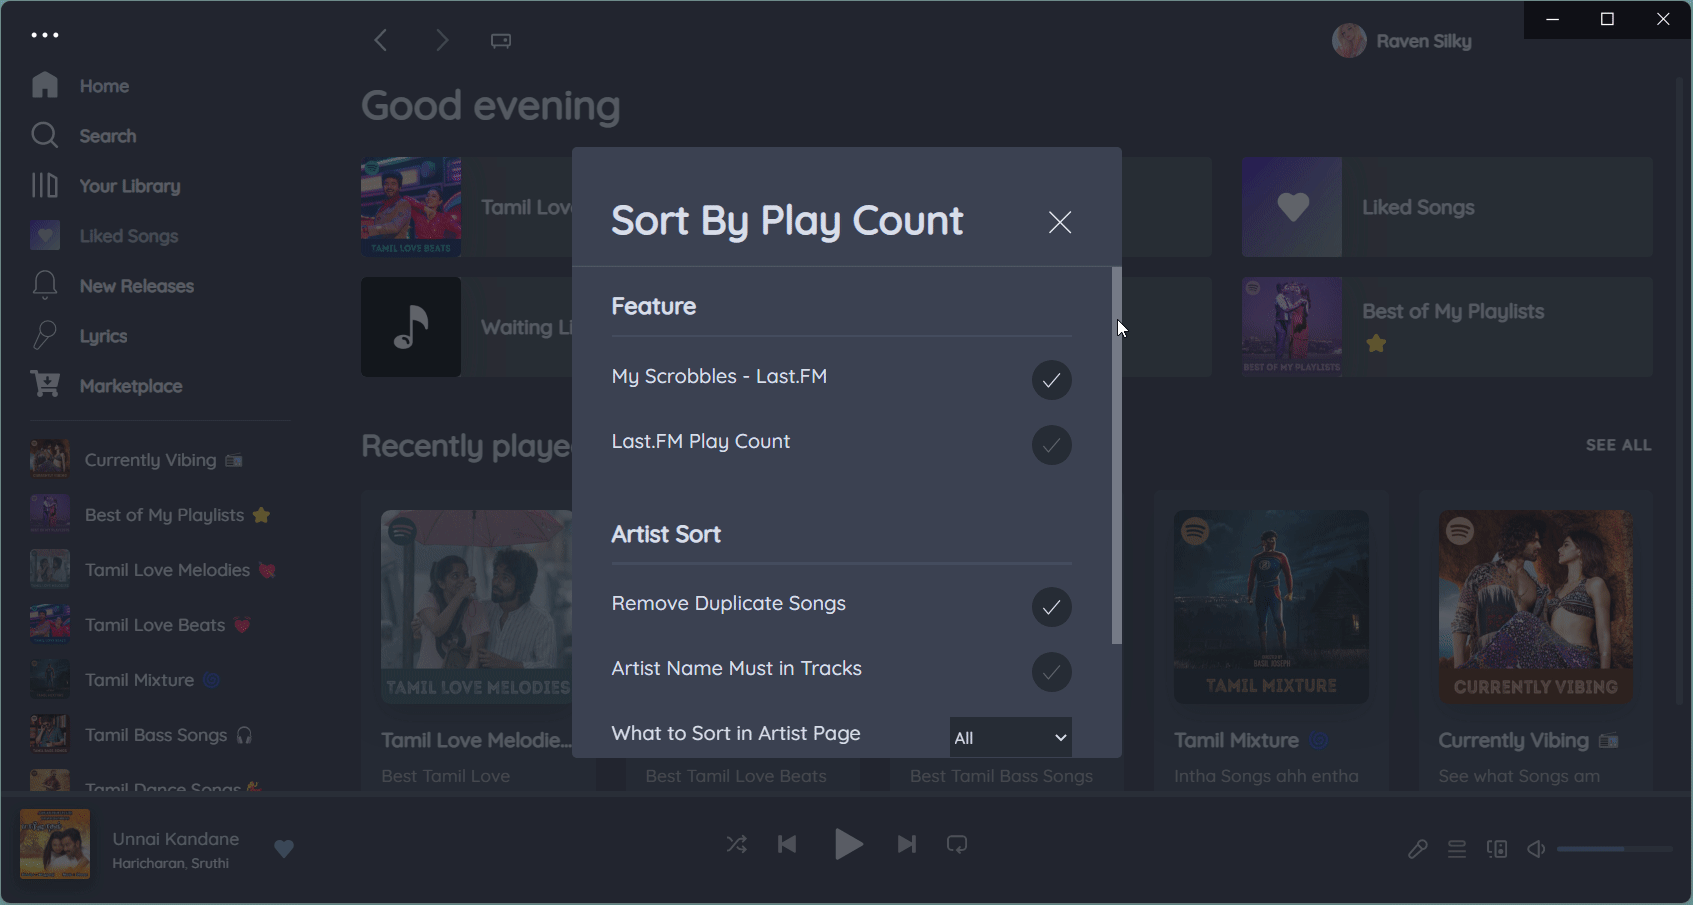 Raven Silky
Home
Search
Your Library
Liked Songs
New Releases
Lyrics
Marketplace
Currently Vibing
Best of My Playlists
Tamil Love Melodies
Tamil Love Beats
Tamil Mixture
Tamil Bass Songs
Tamil Dance Songs
Good evening
TAMIL LOVE BEATS
Tamil Lov
Liked Songs
Waiting Li
BEST OF MY PLAYLISTS
Best of My Playlists
Sort By Play Count
Feature
My Scrobbles - Last.FM
Last.FM Play Count
Artist Sort
Remove Duplicate Songs
Artist Name Must in Tracks
What to Sort in Artist Page
All
Recently playe
SEE ALL
TAMIL LOVE MELODIES
TAMIL MIXTURE
CURRENTLY VIBING
Tamil Love Melodie...
Tamil Mixture
Currently Vibing
Best Tamil Love
Best Tamil Love Beats
Best Tamil Bass Songs
Intha Songs ahh entha
See what Songs am
Unnai Kandane
Haricharan, Sruthi